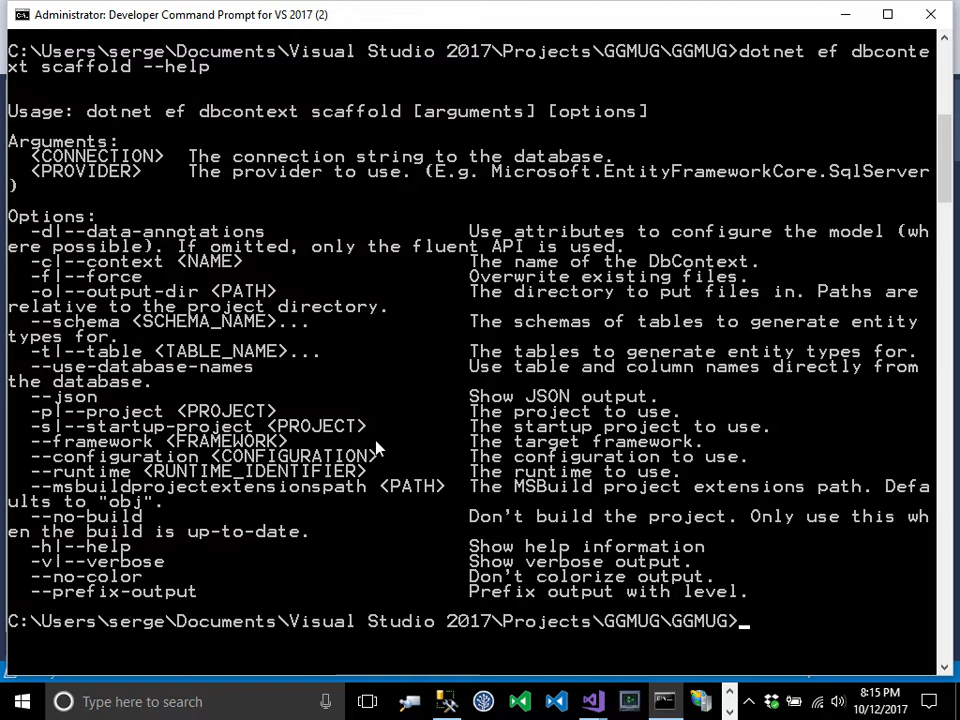 Administrator: Developer Command Prompt for VS 2017 (2)
C:\Users\serge\Documents\Visual Studio 2017\Projects\GGMUG\GGMUG>dotnet ef dbconte
xt scaffold --help
Usage: dotnet ef dbcontext scaffold [arguments] [options]
Arguments:
  <CONNECTION>  The connection string to the database.
  <PROVIDER>    The provider to use. (E.g. Microsoft.EntityFrameworkCore.SqlServer
)
Options:
  -d|--data-annotations                  Use attributes to configure the model (wh
ere possible). If omitted, only the fluent API is used.
  -c|--context <NAME>                    The name of the DbContext.
  -f|--force                             Overwrite existing files.
  -o|--output-dir <PATH>                 The directory to put files in. Paths are
relative to the project directory.
  --schema <SCHEMA_NAME>...              The schemas of tables to generate entity
types for.
  -t|--table <TABLE_NAME>...             The tables to generate entity types for.
  --use-database-names                   Use table and column names directly from
the database.
  --json                                 Show JSON output.
  -p|--project <PROJECT>                 The project to use.
  -s|--startup-project <PROJECT>         The startup project to use.
  --framework <FRAMEWORK>                The target framework.
  --configuration <CONFIGURATION>        The configuration to use.
  --runtime <RUNTIME_IDENTIFIER>         The runtime to use.
  --msbuildprojectextensionspath <PATH>  The MSBuild project extensions path. Defa
ults to "obj".
  --no-build                             Don't build the project. Only use this wh
en the build is up-to-date.
  -h|--help                              Show help information
  -v|--verbose                           Show verbose output.
  --no-color                             Don't colorize output.
  --prefix-output                        Prefix output with level.
C:\Users\serge\Documents\Visual Studio 2017\Projects\GGMUG\GGMUG>_
Type here to search
8:15 PM
10/12/2017